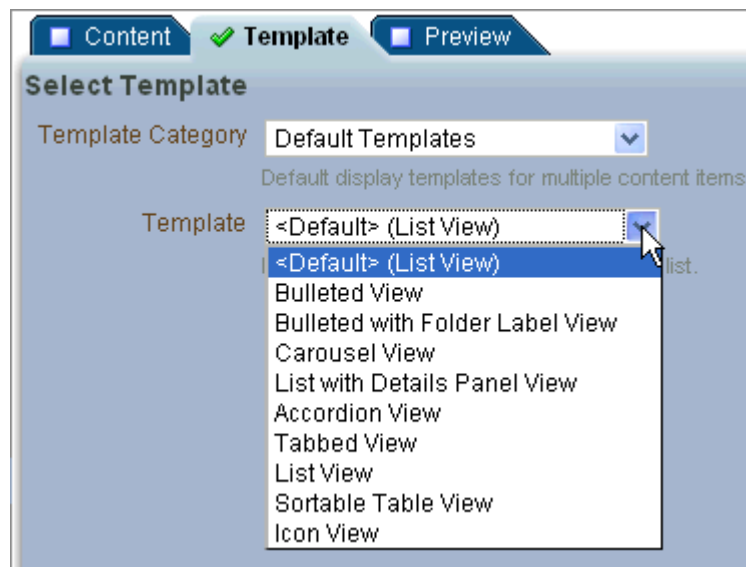 Content Template Preview
Select Template
Template Category Default Templates
Default display templates for multiple content items
Template <Default> (List View)
<Default> (List View)
list.
Bulleted View
Bulleted with Folder Label View
Carousel View
List with Details Panel View
Accordion View
Tabbed View
List View
Sortable Table View
Icon View